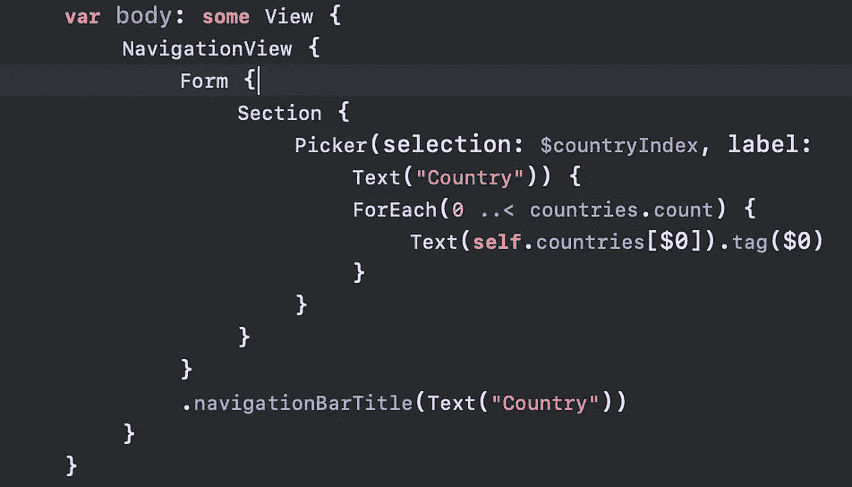 var body: some View {
NavigationView {
Form {
Section {
Picker(selection: $countryIndex, label:
Text("Country")) {
ForEach(0 ..< countries.count) {
Text(self.countries[$0]).tag($0)
}
}
}
}
.navigationBarTitle(Text("Country"))
}
}